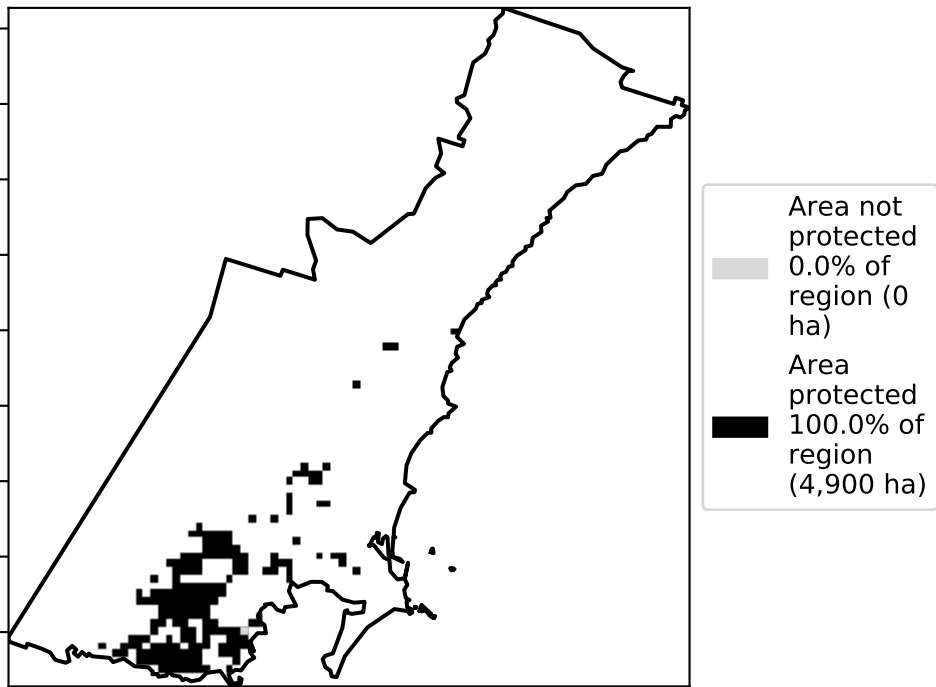 Area not
protected
0.0% of
region (0
ha)
Area
protected
100.0% of
region
(4,900 ha)